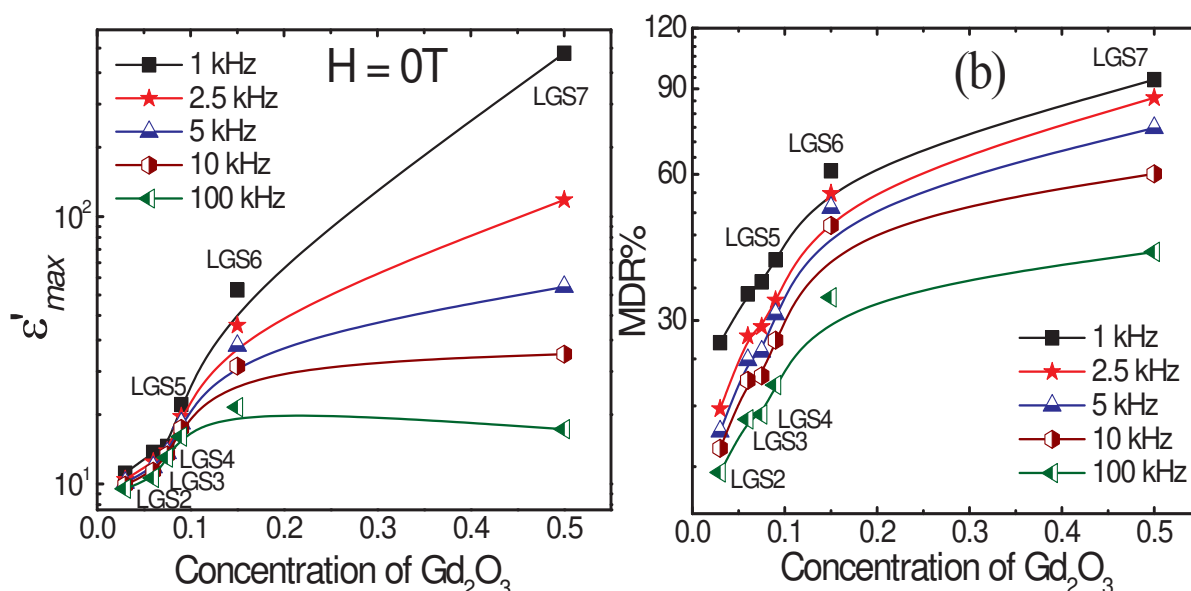 H = 0T
1 kHz
2.5 kHz
5 kHz
10 kHz
100 kHz
LGS7
LGS6
LGS5
LGS4
LGS3
LGS2
10²
10¹
ε'max
0.0 0.1 0.2 0.3 0.4 0.5
Concentration of Gd₂O₃
(b)
120
90
60
30
MDR%
LGS7
LGS6
LGS5
LGS4
LGS3
LGS2
1 kHz
2.5 kHz
5 kHz
10 kHz
100 kHz
0.0 0.1 0.2 0.3 0.4 0.5
Concentration of Gd₂O₃